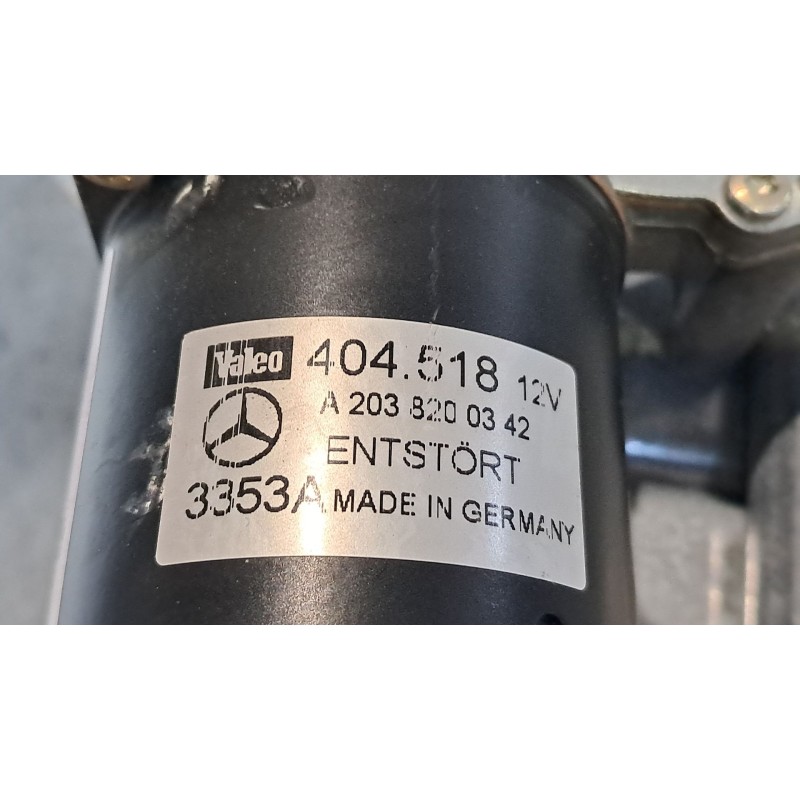 Valeo 404.518 12V
A 203 820 03 42
ENTSTÖRT
3353A MADE IN GERMANY